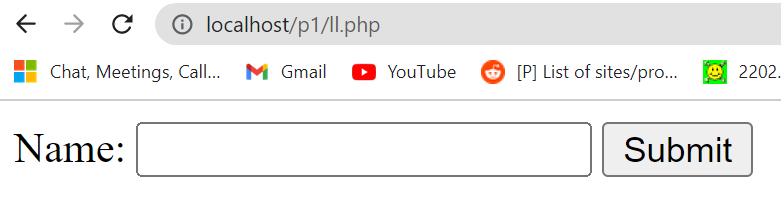 localhost/p1/ll.php
Chat, Meetings, Call... Gmail YouTube [P] List of sites/pro... 2202.
Name: Submit